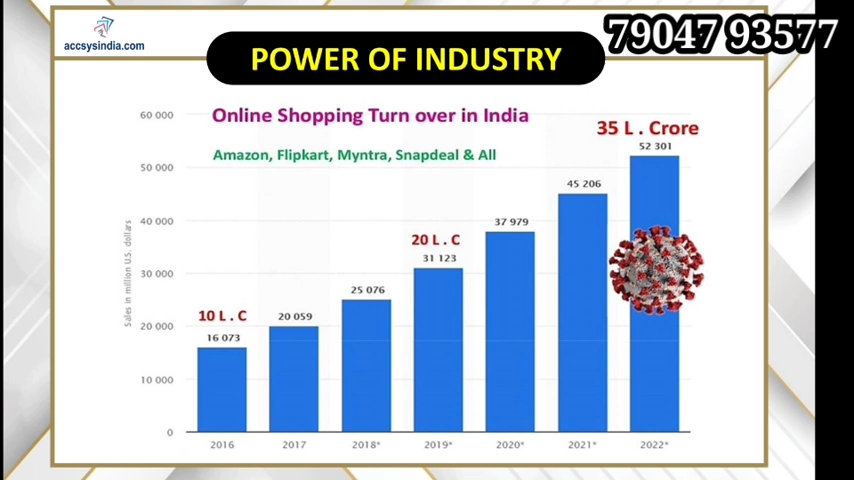 accsysindia.com
79047 93577
POWER OF INDUSTRY
Online Shopping Turn over in India
Amazon, Flipkart, Myntra, Snapdeal & All
35 L . Crore
20 L . C
10 L . C
Sales in million U.S. dollars
60 000
50 000
40 000
30 000
20 000
10 000
0
16 073
20 059
25 076
31 123
37 979
45 206
52 301
2016
2017
2018*
2019*
2020*
2021*
2022*